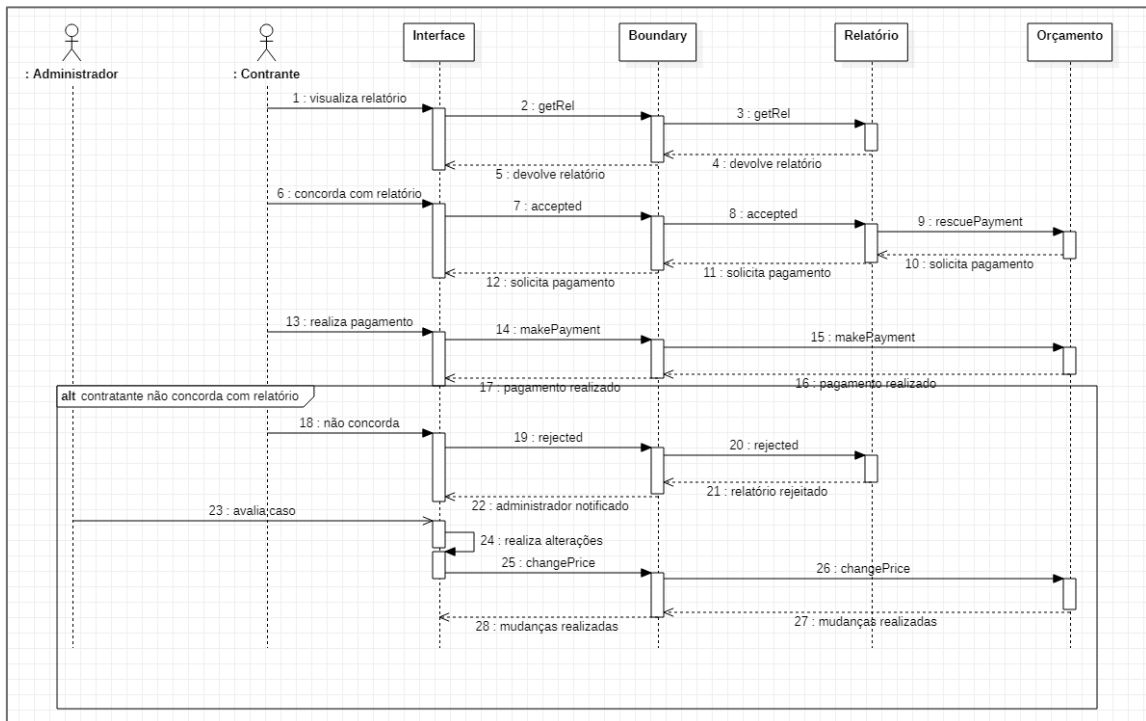 Interface
Boundary
Relatório
Orçamento
: Administrador
: Contrante
1 : visualiza relatório
2 : getRel
3 : getRel
4 : devolve relatório
5 : devolve relatório
6 : concorda com relatório
7 : accepted
8 : accepted
9 : rescuePayment
10 : solicita pagamento
11 : solicita pagamento
12 : solicita pagamento
13 : realiza pagamento
14 : makePayment
15 : makePayment
16 : pagamento realizado
17 : pagamento realizado
alt contratante não concorda com relatório
18 : não concorda
19 : rejected
20 : rejected
21 : relatório rejeitado
22 : administrador notificado
23 : avalia caso
24 : realiza alterações
25 : changePrice
26 : changePrice
27 : mudanças realizadas
28 : mudanças realizadas